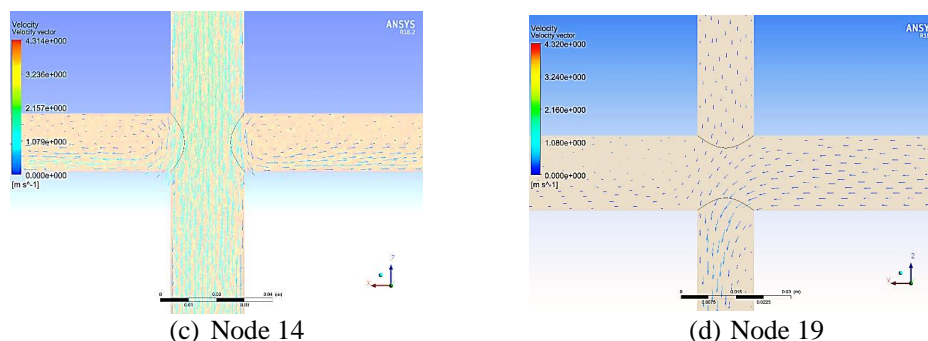 Velocity
Velocity vector
4.314e+000
3.236e+000
2.157e+000
1.079e+000
0.000e+000
[m s^-1]
ANSYS
R18.2
Z
X
0
0.02
0.04 (m)
0.01
0.03
(c) Node 14
Velocity
Velocity vector
4.320e+000
3.240e+000
2.160e+000
1.080e+000
0.000e+000
[m s^-1]
ANSYS
Z
X
0
0.015
0.03 (m)
0.0075
0.0225
(d) Node 19